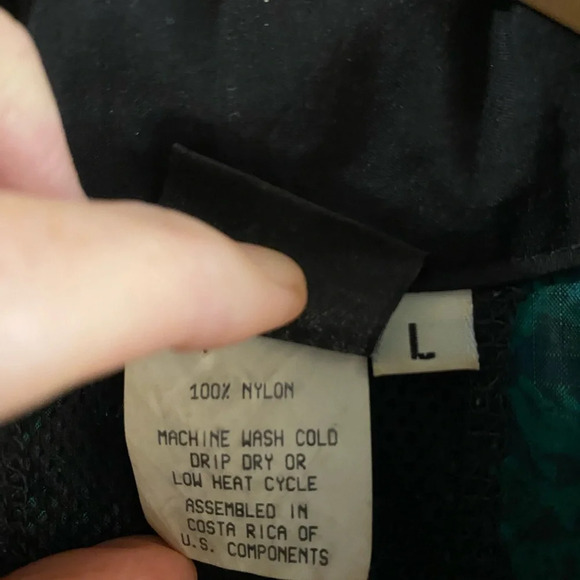 L
100% NYLON
MACHINE WASH COLD
DRIP DRY OR
LOW HEAT CYCLE
ASSEMBLED IN
COSTA RICA OF
U.S. COMPONENTS